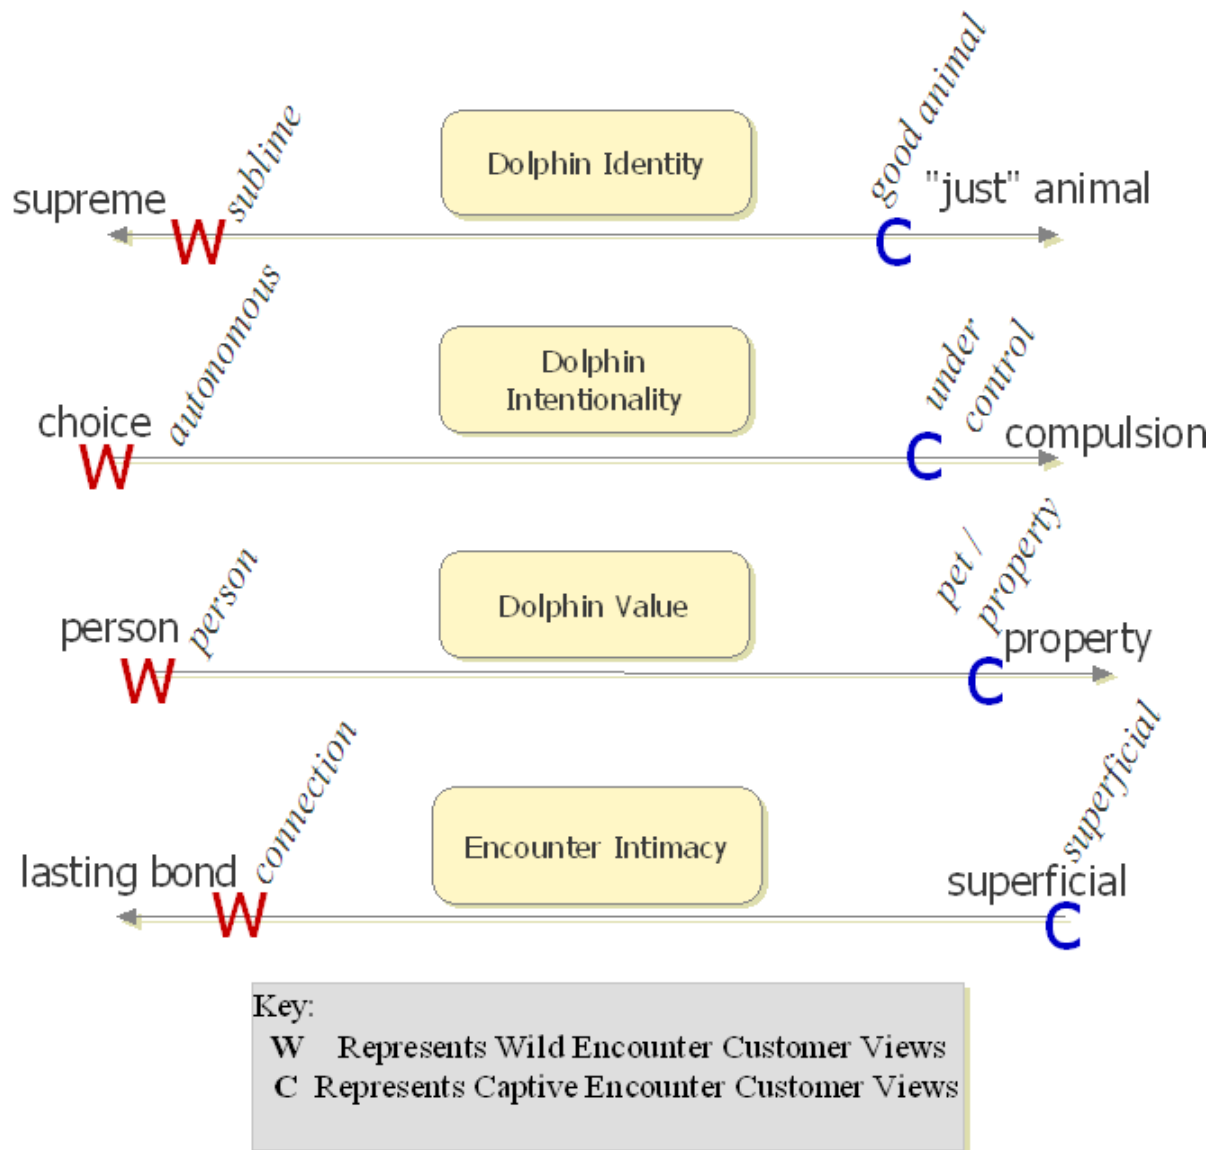 Dolphin Identity
supreme
W
sublime
good animal
C
"just" animal
Dolphin
Intentionality
choice
W
autonomous
under
control
C
compulsion
Dolphin Value
person
W
person
pet /
property
C
property
Encounter Intimacy
lasting bond
W
connection
superficial
superficial
C
Key:
W Represents Wild Encounter Customer Views
C Represents Captive Encounter Customer Views